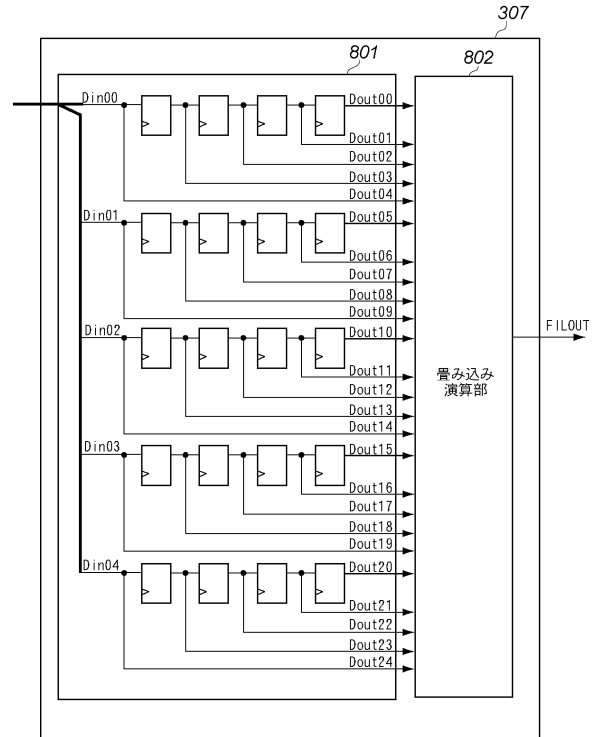 307
801
802
Din00
Dout00
Dout01
Dout02
Dout03
Dout04
Din01
Dout05
Dout06
Dout07
Dout08
Dout09
Din02
Dout10
Dout11
Dout12
Dout13
Dout14
Din03
Dout15
Dout16
Dout17
Dout18
Dout19
Din04
Dout20
Dout21
Dout22
Dout23
Dout24
畳み込み
演算部
FILOUT